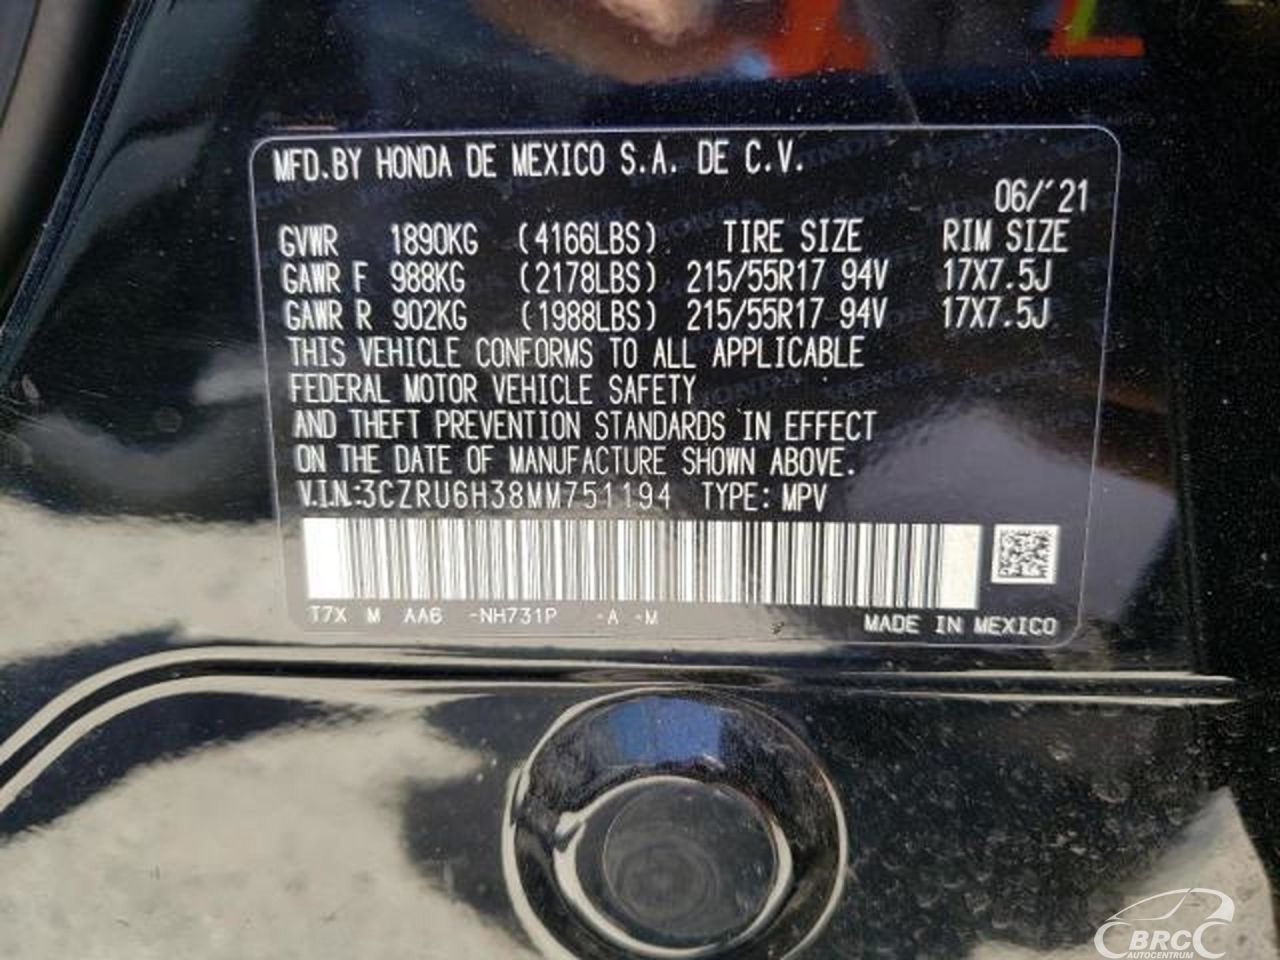 MFD.BY HONDA DE MEXICO S.A. DE C.V.
06/'21
GVWR 1890KG (4166LBS) TIRE SIZE RIM SIZE
GAWR F 988KG (2178LBS) 215/55R17 94V 17X7.5J
GAWR R 902KG (1988LBS) 215/55R17 94V 17X7.5J
THIS VEHICLE CONFORMS TO ALL APPLICABLE
FEDERAL MOTOR VEHICLE SAFETY
AND THEFT PREVENTION STANDARDS IN EFFECT
ON THE DATE OF MANUFACTURE SHOWN ABOVE.
V.I.N.:3CZRU6H38MM751194 TYPE: MPV
T7X M AA6 -NH731P -A -M MADE IN MEXICO
BRC
AUTOCENTRUM